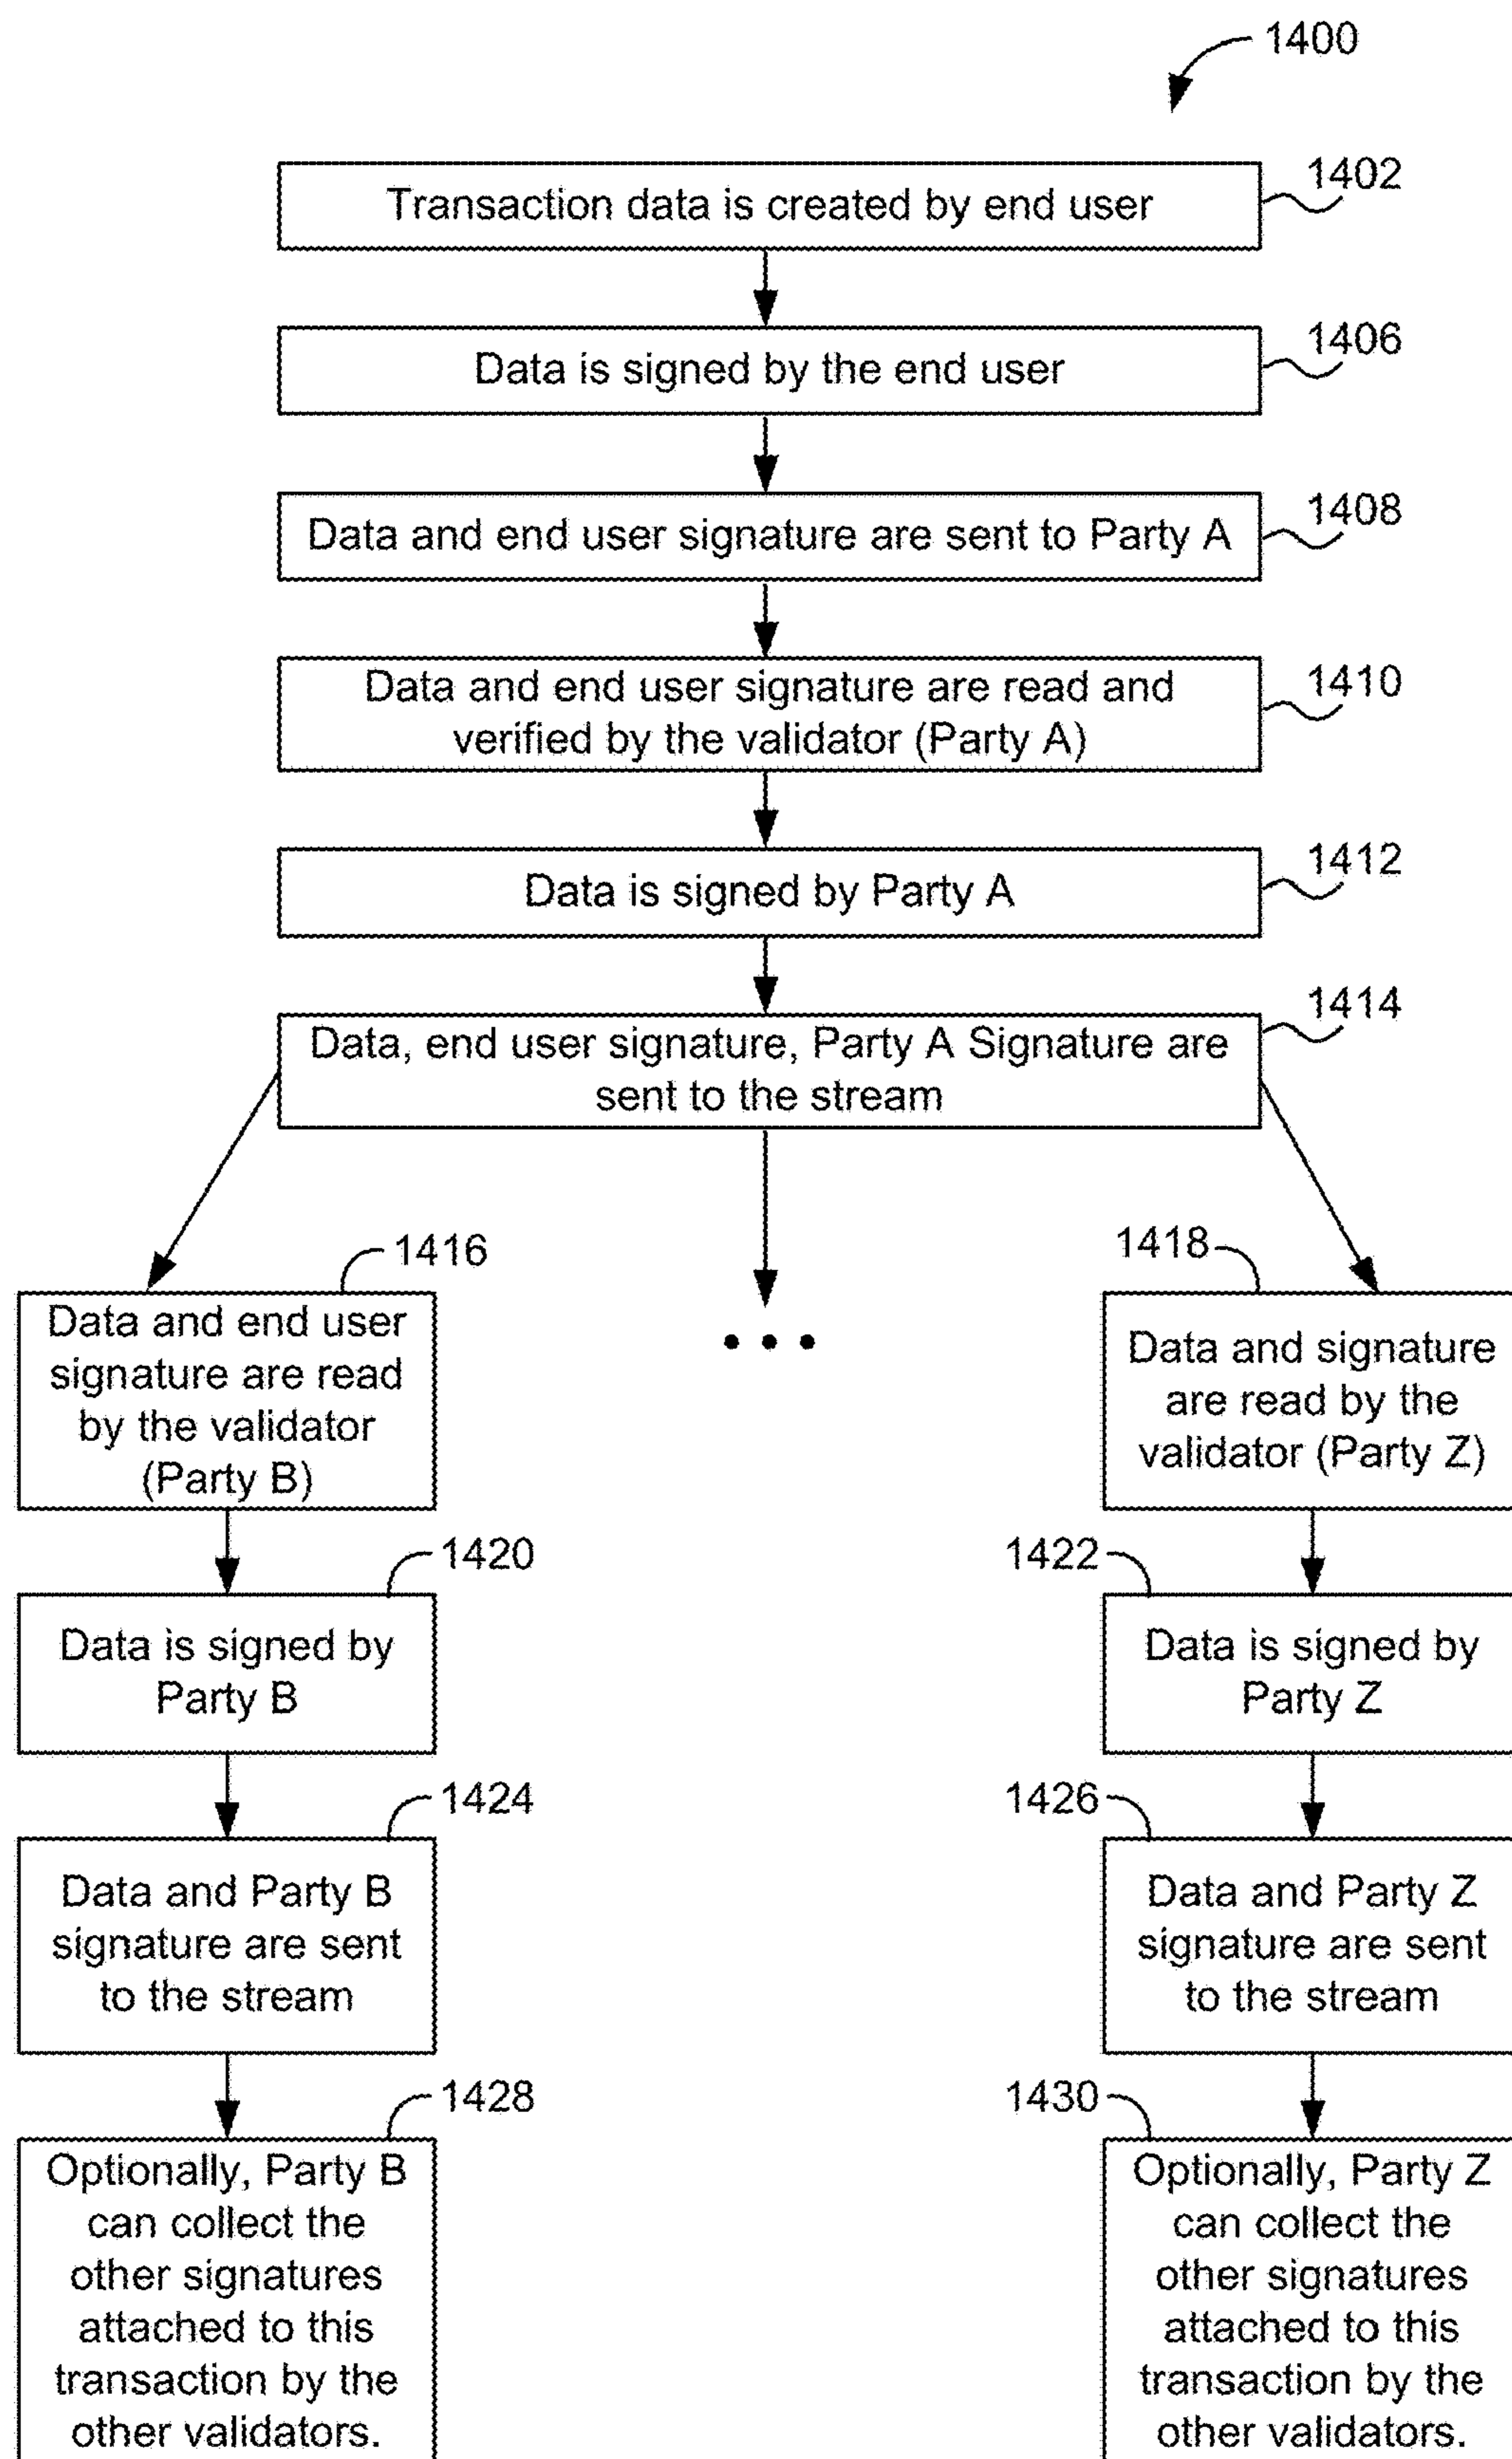 1400
Transaction data is created by end user
1402
Data is signed by the end user
1406
Data and end user signature are sent to Party A
1408
Data and end user signature are read and
verified by the validator (Party A)
1410
Data is signed by Party A
1412
Data, end user signature, Party A Signature are
sent to the stream
1414
1416
Data and end user
signature are read
by the validator
(Party B)
1418
Data and signature
are read by the
validator (Party Z)
1420
Data is signed by
Party B
1422
Data is signed by
Party Z
1424
Data and Party B
signature are sent
to the stream
1426
Data and Party Z
signature are sent
to the stream
1428
Optionally, Party B
can collect the
other signatures
attached to this
transaction by the
other validators.
1430
Optionally, Party Z
can collect the
other signatures
attached to this
transaction by the
other validators.